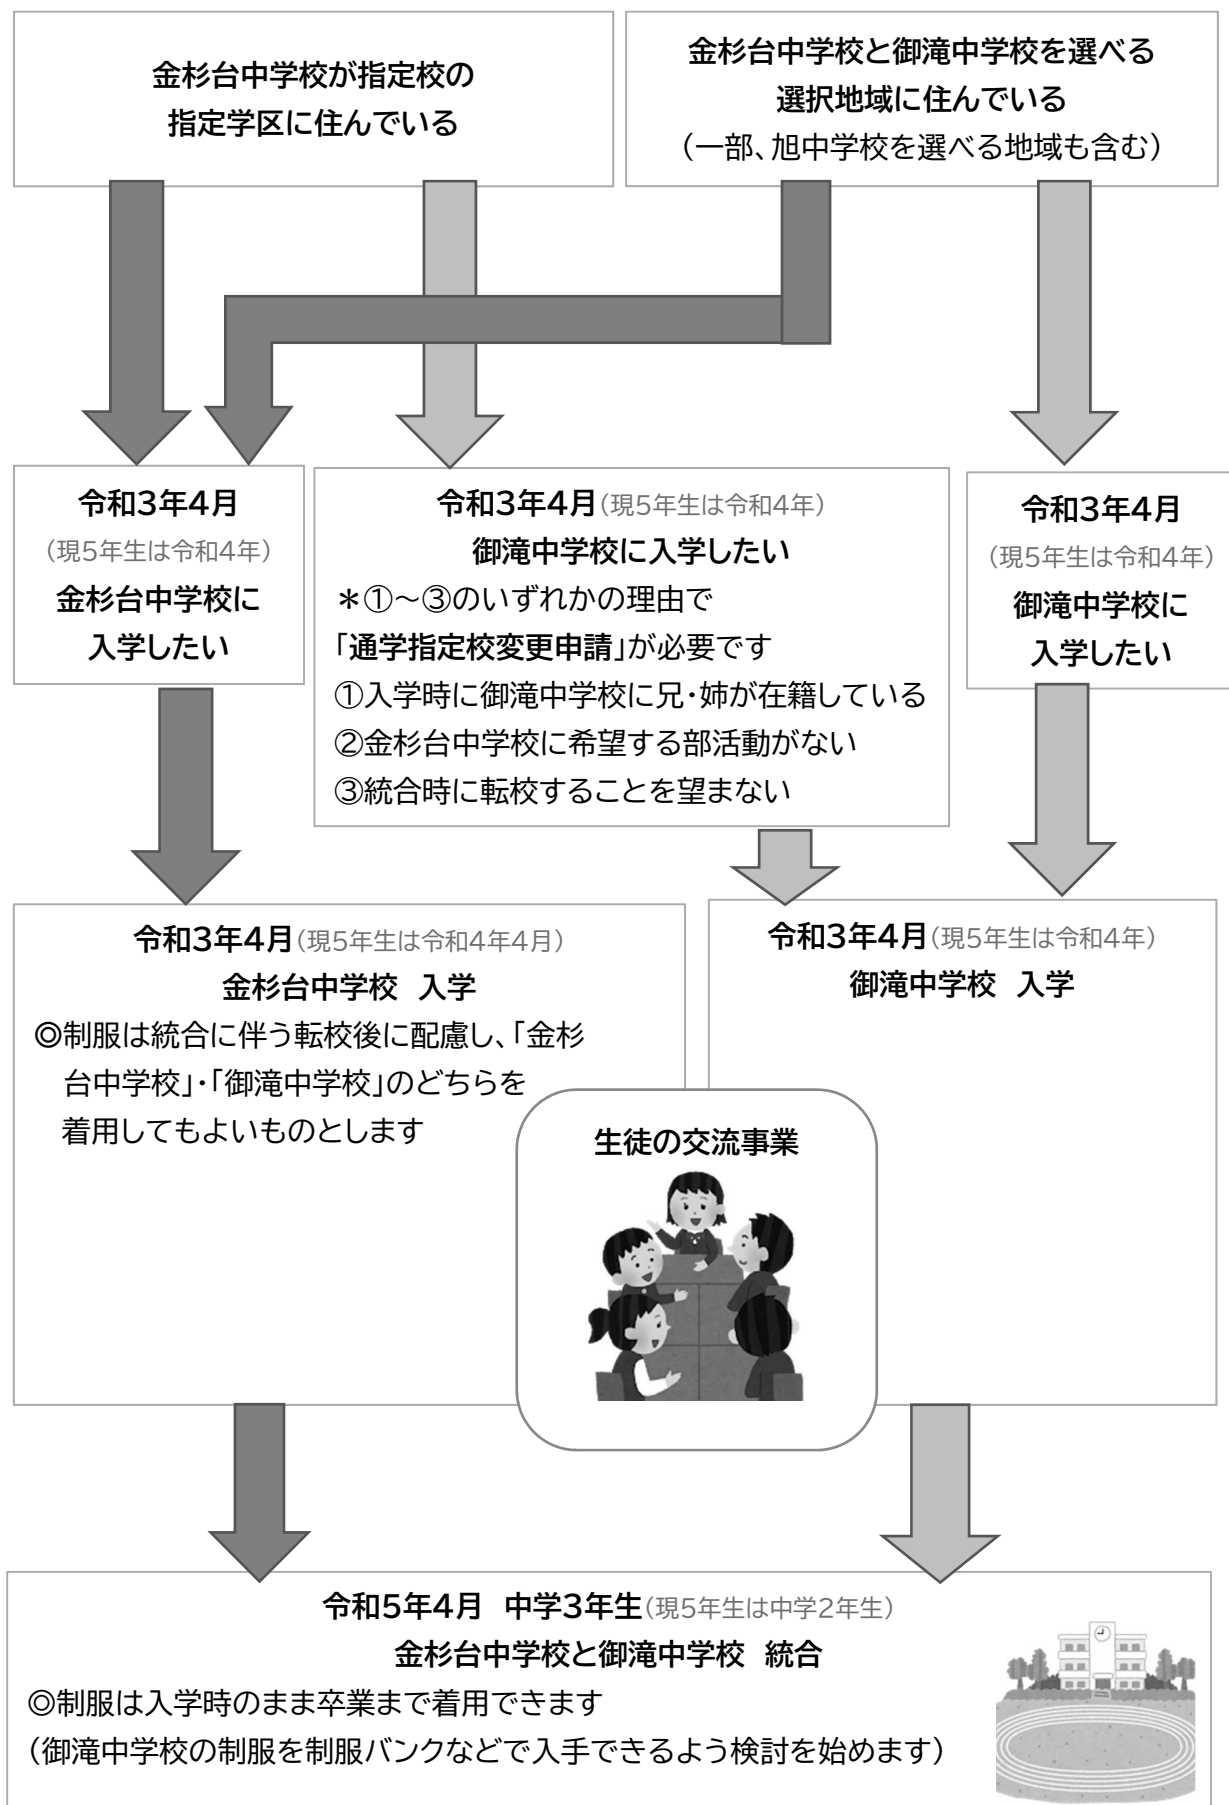 金杉台中学校が指定校の
指定学区に住んでいる
金杉台中学校と御滝中学校を選べる
選択地域に住んでいる
（一部、旭中学校を選べる地域も含む）
令和3年4月
（現5年生は令和4年）
金杉台中学校に
入学したい
令和3年4月（現5年生は令和4年）
御滝中学校に入学したい
＊①～③のいずれかの理由で
「通学指定校変更申請」が必要です
①入学時に御滝中学校に兄・姉が在籍している
②金杉台中学校に希望する部活動がない
③統合時に転校することを望まない
令和3年4月
（現5年生は令和4年）
御滝中学校に
入学したい
令和3年4月（現5年生は令和4年4月）
金杉台中学校　入学
◎制服は統合に伴う転校後に配慮し、「金杉
台中学校」・「御滝中学校」のどちらを
着用してもよいものとします
令和3年4月（現5年生は令和4年）
御滝中学校　入学
生徒の交流事業
令和5年4月　中学3年生（現5年生は中学2年生）
金杉台中学校と御滝中学校　統合
◎制服は入学時のまま卒業まで着用できます
（御滝中学校の制服を制服バンクなどで入手できるよう検討を始めます）